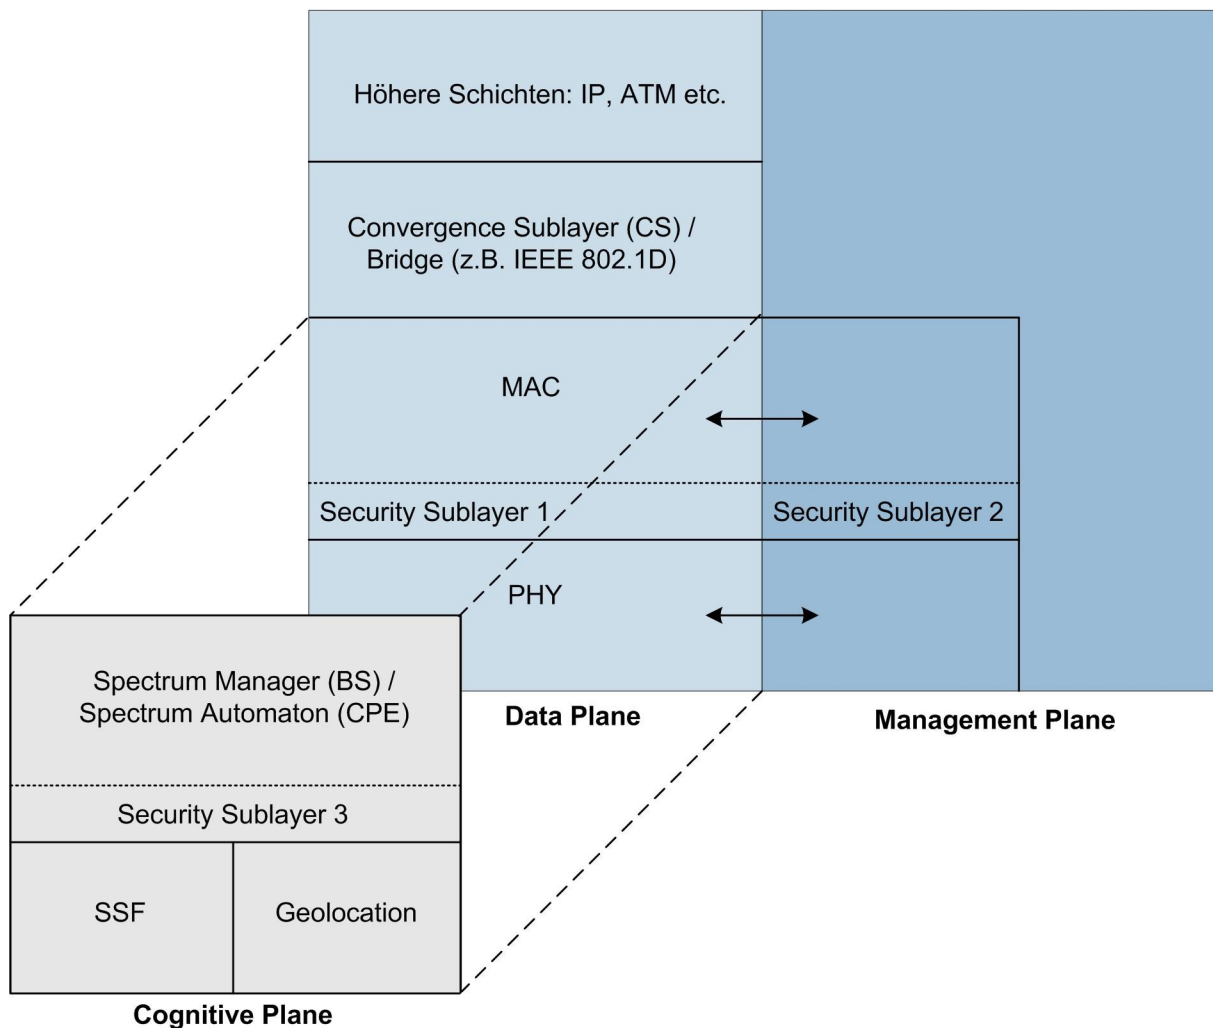 Höhere Schichten: IP, ATM etc.
Convergence Sublayer (CS) /
Bridge (z.B. IEEE 802.1D)
MAC
Security Sublayer 1
Security Sublayer 2
PHY
Spectrum Manager (BS) /
Spectrum Automaton (CPE)
Data Plane
Management Plane
Security Sublayer 3
SSF
Geolocation
Cognitive Plane